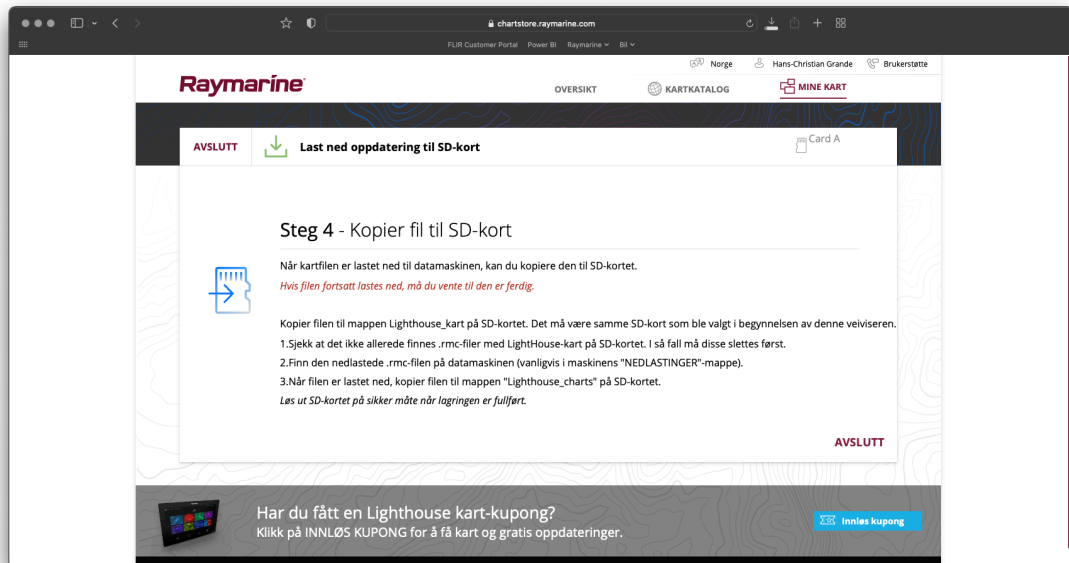 chartstore.raymarine.com
FLIR Customer Portal Power BI Raymarine Bil
Norge Hans-Christian Grande Brukerstøtte
Raymarine
OVERSIKT KARTKATALOG MINE KART
AVSLUTT Last ned oppdatering til SD-kort Card A
Steg 4 - Kopier fil til SD-kort
Når kartfilen er lastet ned til datamaskinen, kan du kopiere den til SD-kortet.
Hvis filen fortsatt lastes ned, må du vente til den er ferdig.
Kopier filen til mappen Lighthouse_kart på SD-kortet. Det må være samme SD-kort som ble valgt i begynnelsen av denne veiviseren.
1.Sjekk at det ikke allerede finnes .rmc-filer med LightHouse-kart på SD-kortet. I så fall må disse slettes først.
2.Finn den nedlastede .rmc-filen på datamaskinen (vanligvis i maskinens "NEDLASTINGER"-mappe).
3.Når filen er lastet ned, kopier filen til mappen "Lighthouse_charts" på SD-kortet.
Løs ut SD-kortet på sikker måte når lagringen er fullført.
AVSLUTT
Har du fått en Lighthouse kart-kupong?
Klikk på INNLØS KUPONG for å få kart og gratis oppdateringer.
Innløs kupong